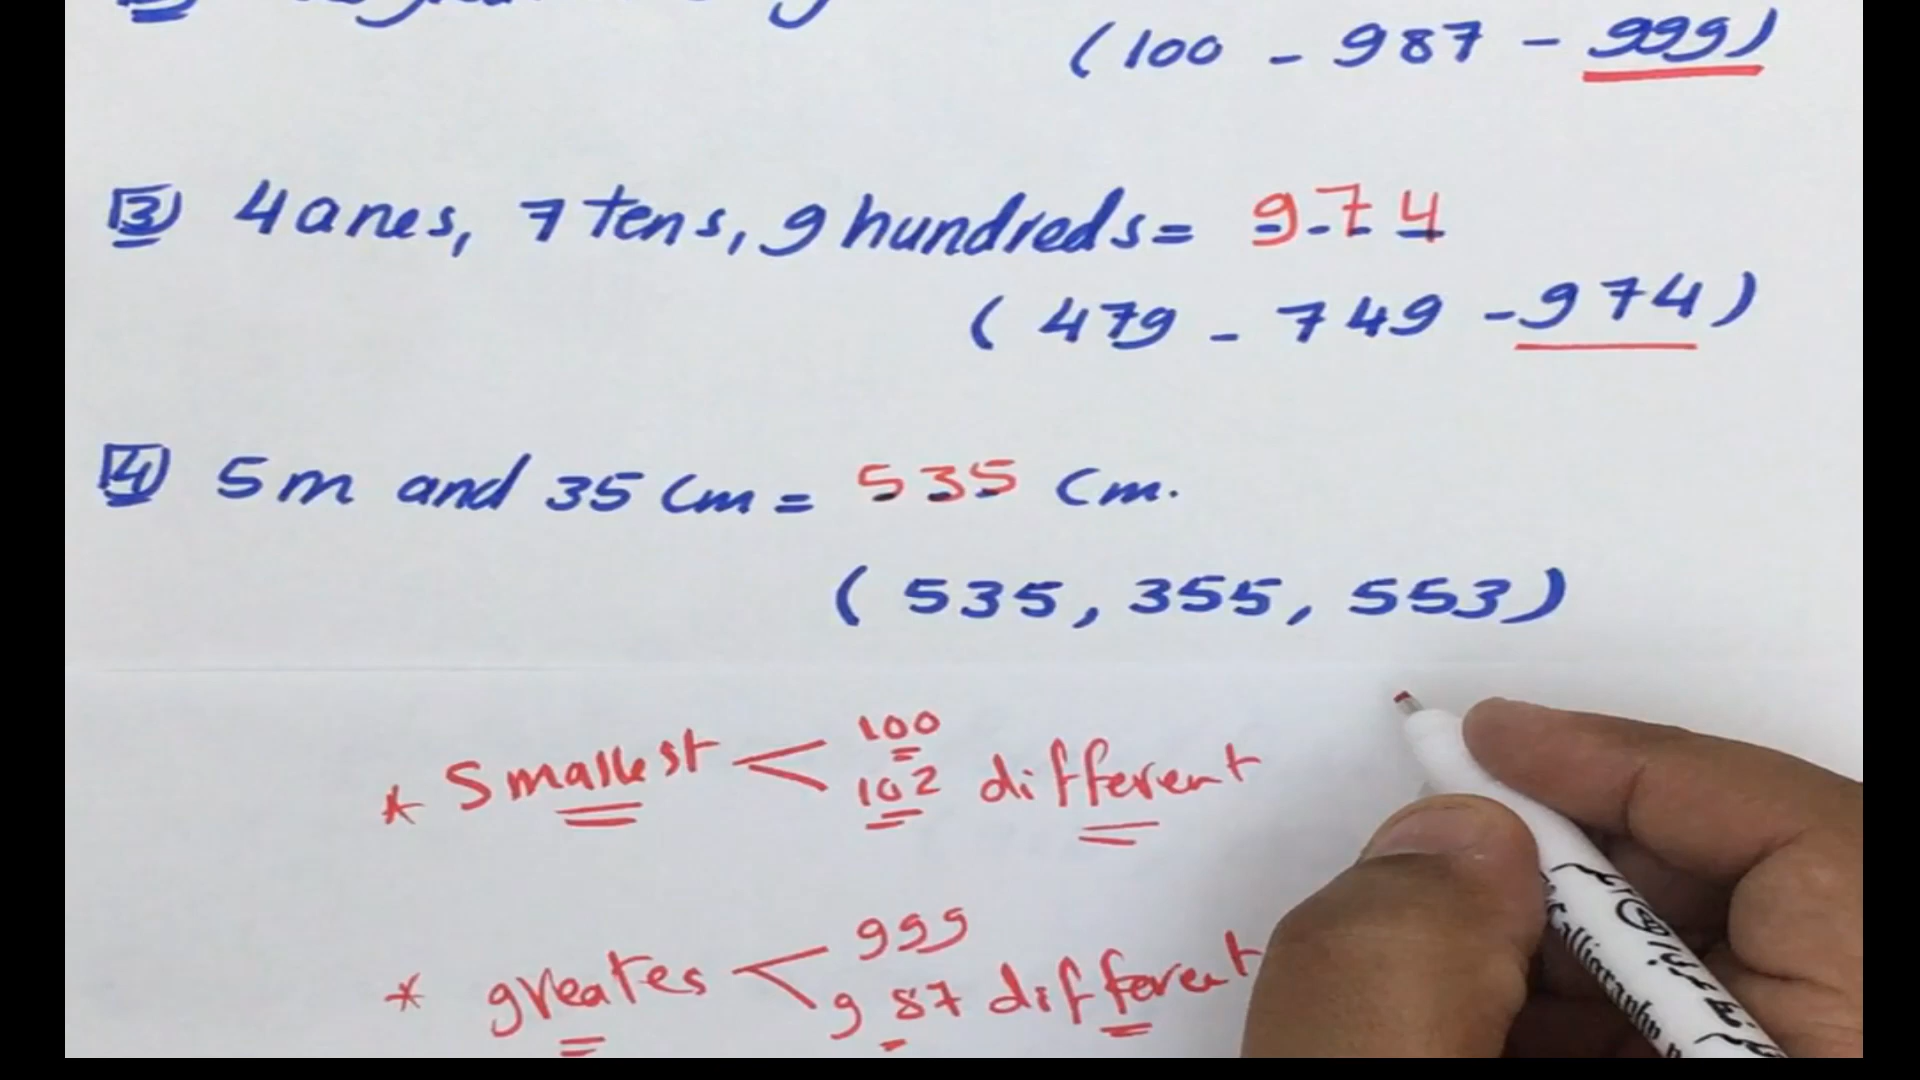 (100 - 987 - 999)
3 4 anes, 7 tens, 9 hundreds = 974
(479 - 749 - 974)
4 5m and 35 Cm = 535 Cm.
(535, 355, 553)
* Smallest < 100
102 different
* greates < 999
987 different